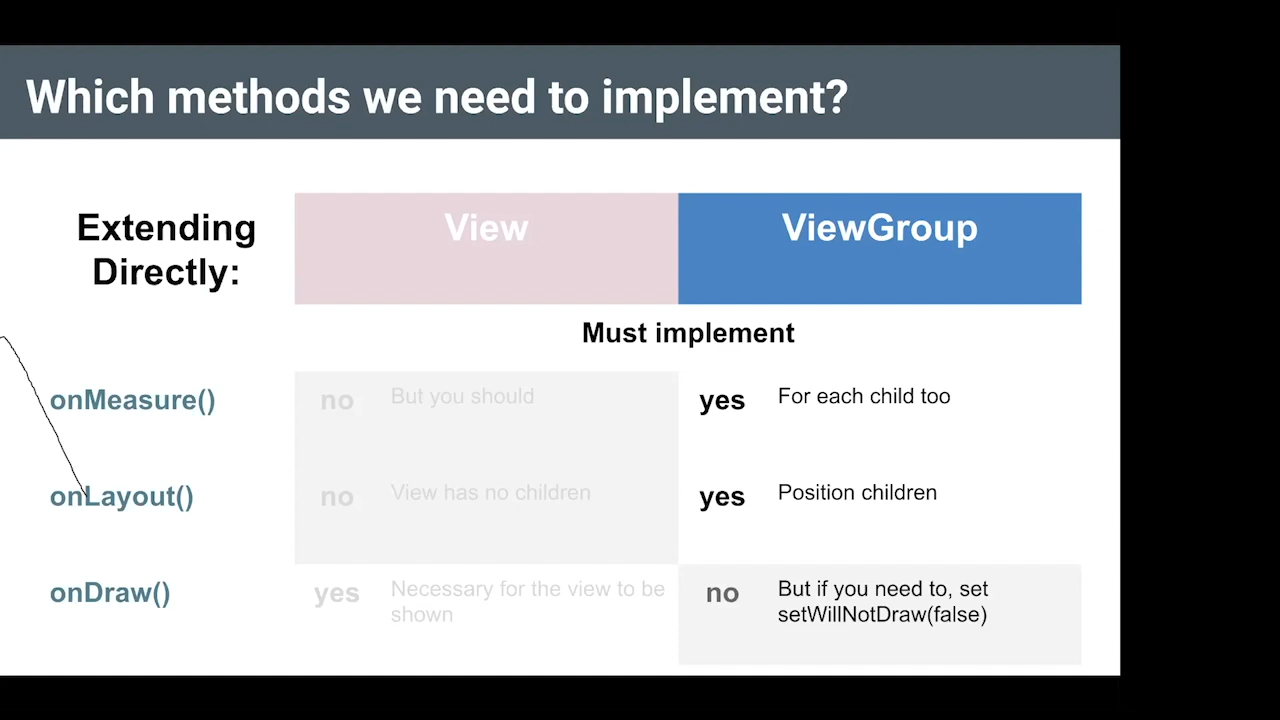 Which methods we need to implement?
Extending
Directly:
View
ViewGroup
Must implement
onMeasure()
no
But you should
yes
For each child too
onLayout()
no
View has no children
yes
Position children
onDraw()
yes
Necessary for the view to be
shown
no
But if you need to, set
setWillNotDraw(false)